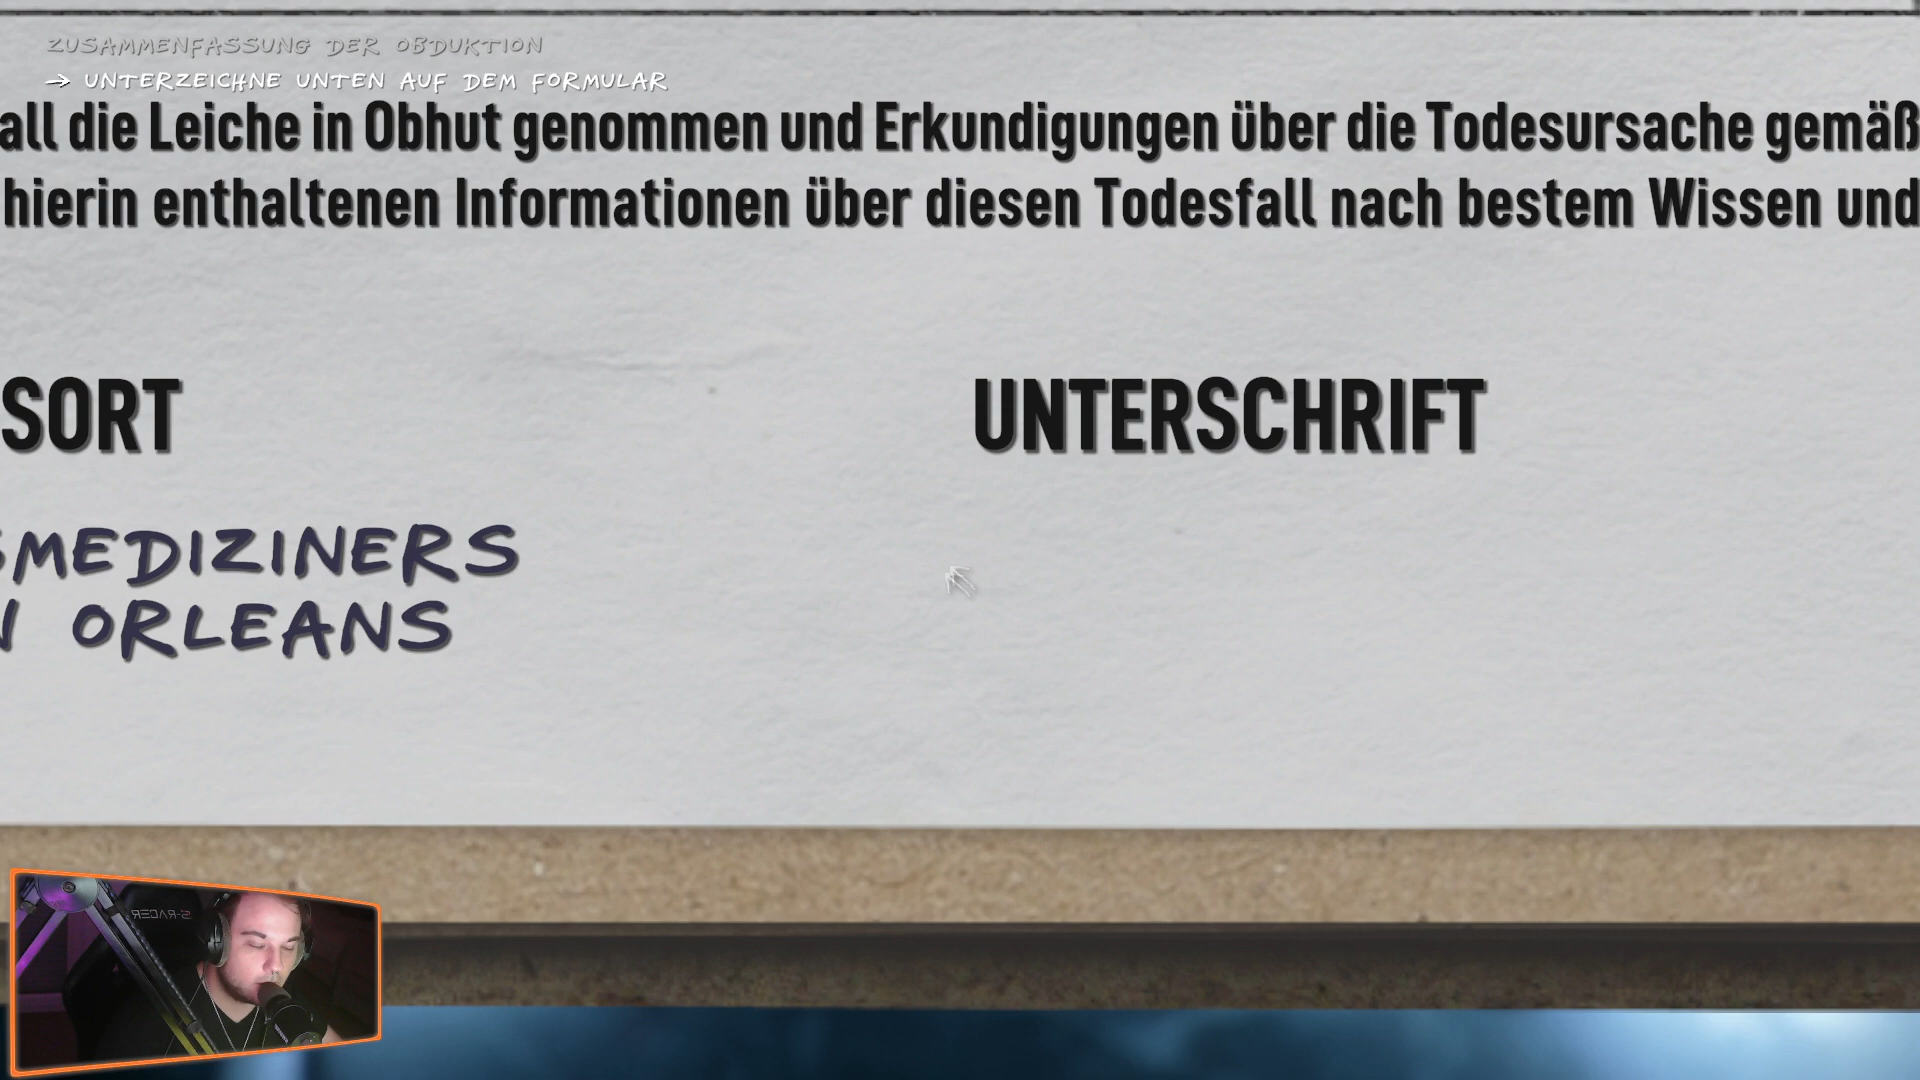 ZUSAMMENFASSUNG DER OBDUKTION
→ UNTERZEICHNE UNTEN AUF DEM FORMULAR
all die Leiche in Obhut genommen und Erkundigungen über die Todesursache gemäß
hierin enthaltenen Informationen über diesen Todesfall nach bestem Wissen und
SORT
UNTERSCHRIFT
SMEDIZINERS
N ORLEANS